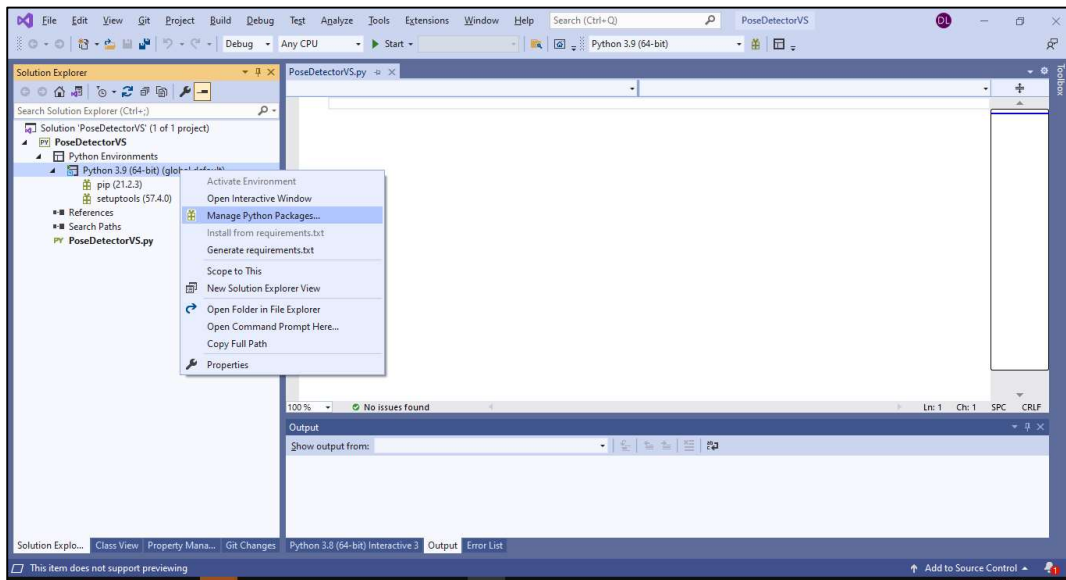 File Edit View Git Project Build Debug Test Analyze Tools Extensions Window Help Search (Ctrl+Q) PoseDetectorVS DL
Debug Any CPU Start Python 3.9 (64-bit)
Solution Explorer
Search Solution Explorer (Ctrl+;)
Solution 'PoseDetectorVS' (1 of 1 project)
PY PoseDetectorVS
Python Environments
Python 3.9 (64-bit) (global default)
pip (21.2.3)
setuptools (57.4.0)
References
Search Paths
PY PoseDetectorVS.py
Activate Environment
Open Interactive Window
Manage Python Packages...
Install from requirements.txt
Generate requirements.txt
Scope to This
New Solution Explorer View
Open Folder in File Explorer
Open Command Prompt Here...
Copy Full Path
Properties
PoseDetectorVS.py
Toolbox
100 % No issues found Ln: 1 Ch: 1 SPC CRLF
Output
Show output from:
Solution Explo... Class View Property Mana... Git Changes Python 3.8 (64-bit) Interactive 3 Output Error List
This item does not support previewing Add to Source Control 1